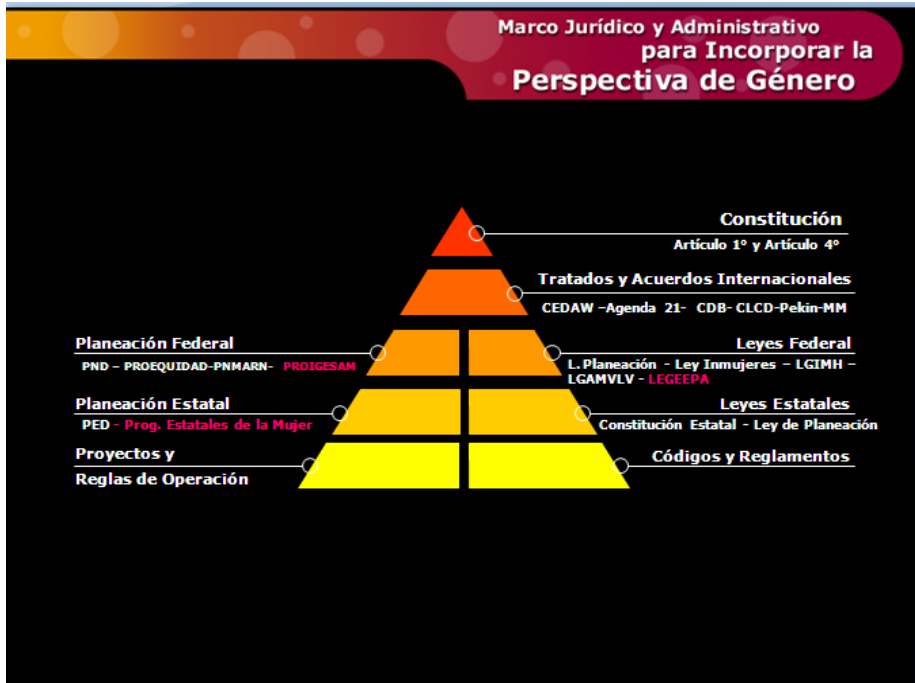 Marco Jurídico y Administrativo
para Incorporar la
Perspectiva de Género
Constitución
Artículo 1º y Artículo 4º
Tratados y Acuerdos Internacionales
CEDAW –Agenda 21- CDB- CLCD-Pekin-MM
Planeación Federal
PND – PROEQUIDAD-PNMARN- PROIGESAM
Leyes Federal
L. Planeación - Ley Inmujeres – LGIMH –
LGAMVLV - LEGEEPA
Planeación Estatal
PED - Prog. Estatales de la Mujer
Leyes Estatales
Constitución Estatal - Ley de Planeación
Proyectos y
Reglas de Operación
Códigos y Reglamentos